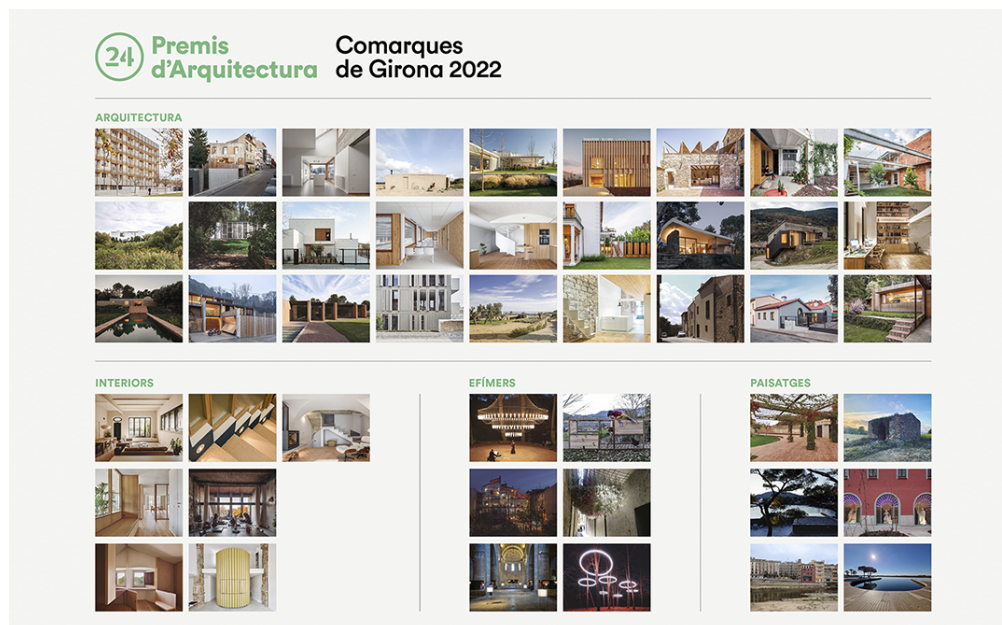 24
Premis
d'Arquitectura
Comarques
de Girona 2022
ARQUITECTURA
INTERIORS
EFÍMERS
PAISATGES